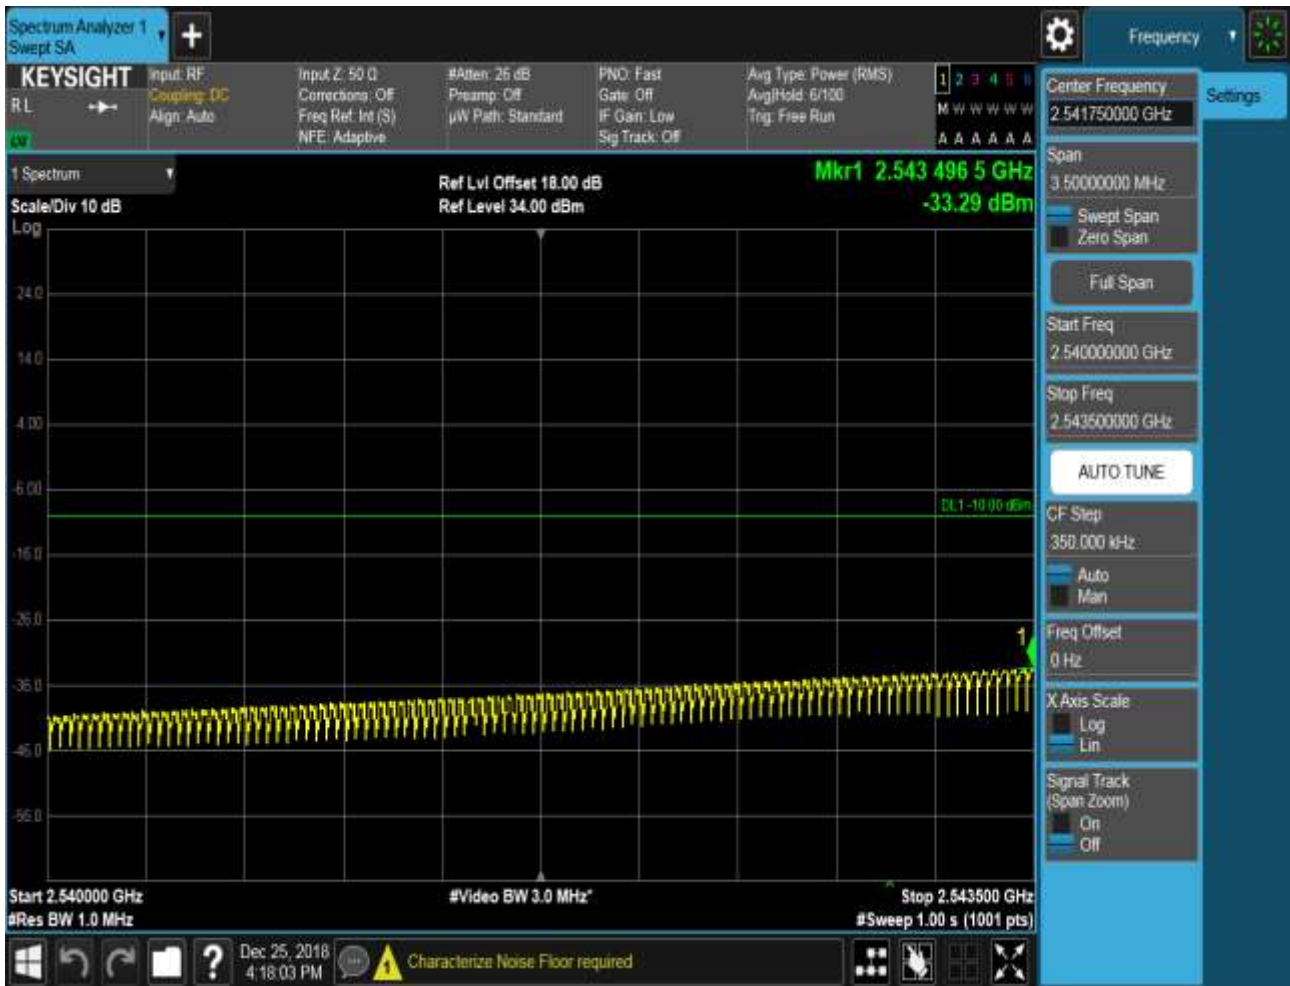 Spectrum Analyzer 1
Swept SA
Frequency
KEYSIGHT
RL
Input: RF
Coupling: DC
Align: Auto
Input Z: 50 Ω
Corrections: Off
Freq Ref: Int (S)
NFE: Adaptive
#Atten: 26 dB
Preamp: Off
µW Path: Standard
PNO: Fast
Gate: Off
IF Gain: Low
Sig Track: Off
Avg Type: Power (RMS)
Avg|Hold: 6/100
Trig: Free Run
1 2 3 4 5 6
M W W W W W
A A A A A A
1 Spectrum
Scale/Div 10 dB
Log
Ref Lvl Offset 18.00 dB
Ref Level 34.00 dBm
Mkr1 2.543 496 5 GHz
-33.29 dBm
24.0
14.0
4.00
-6.00
-16.0
-26.0
-36.0
-46.0
-56.0
DL1 -10.00 dBm
1
Start 2.540000 GHz
#Res BW 1.0 MHz
#Video BW 3.0 MHz*
Stop 2.543500 GHz
#Sweep 1.00 s (1001 pts)
Center Frequency
2.541750000 GHz
Settings
Span
3.50000000 MHz
Swept Span
Zero Span
Full Span
Start Freq
2.540000000 GHz
Stop Freq
2.543500000 GHz
AUTO TUNE
CF Step
350.000 kHz
Auto
Man
Freq Offset
0 Hz
X Axis Scale
Log
Lin
Signal Track
(Span Zoom)
On
Off
?
Dec 25, 2018
4:18:03 PM
1
Characterize Noise Floor required